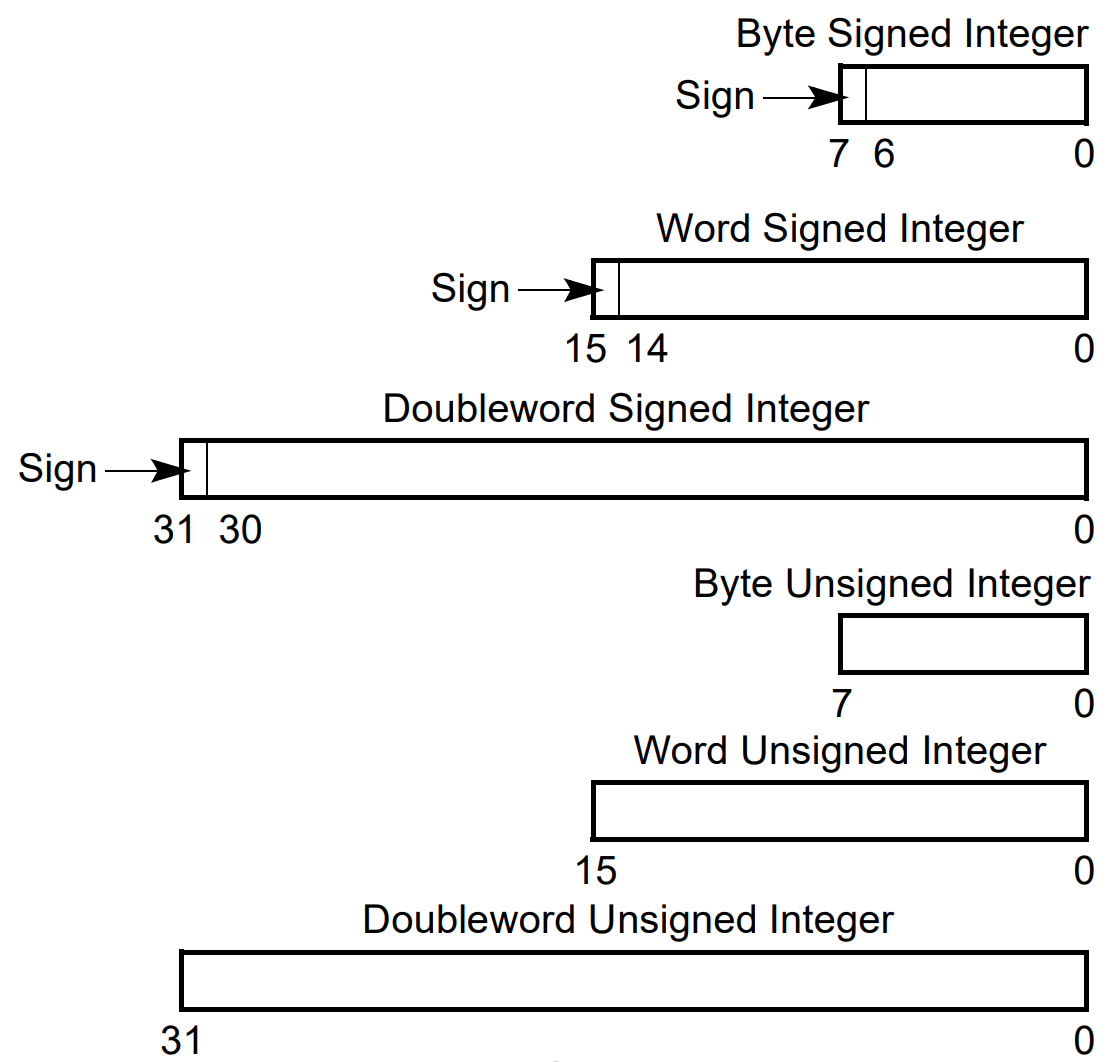 Byte Signed Integer
Sign
7 6 0
Word Signed Integer
Sign
15 14 0
Doubleword Signed Integer
Sign
31 30 0
Byte Unsigned Integer
7 0
Word Unsigned Integer
15 0
Doubleword Unsigned Integer
31 0